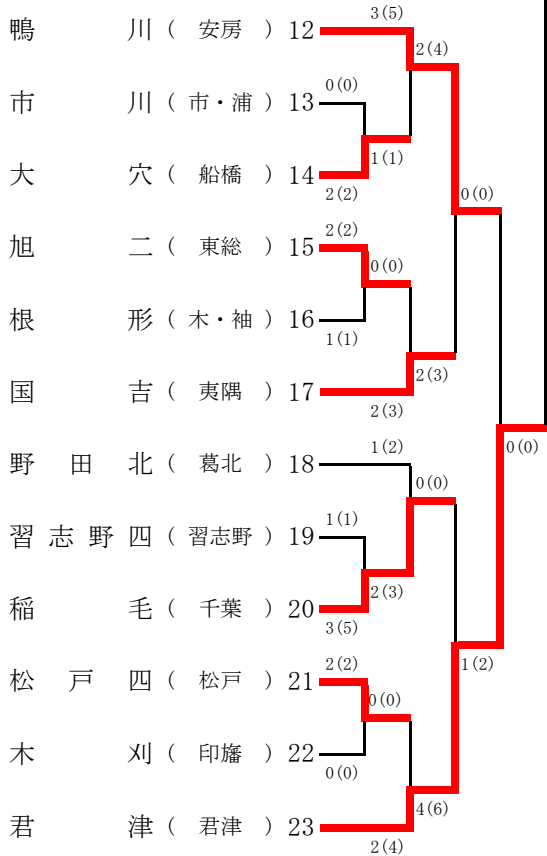 3(5)
鴨川 ( 安房 ) 12
2(4)
0(0)
市川 ( 市・浦 ) 13
1(1)
大穴 ( 船橋 ) 14
2(2)
0(0)
2(2)
旭二 ( 東総 ) 15
0(0)
根形 ( 木・袖 ) 16
1(1)
2(3)
国吉 ( 夷隅 ) 17
2(3)
0(0)
1(2)
野田北 ( 葛北 ) 18
0(0)
1(1)
習志野四 ( 習志野 ) 19
2(3)
稲毛 ( 千葉 ) 20
3(5)
2(2)
1(2)
松戸四 ( 松戸 ) 21
0(0)
木刈 ( 印旛 ) 22
0(0)
4(6)
君津 ( 君津 ) 23
2(4)